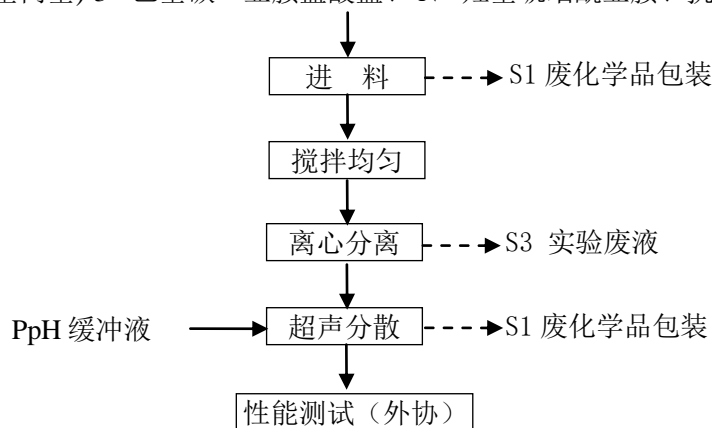 进　料
S1 废化学品包装
搅拌均匀
离心分离
S3 实验废液
PpH 缓冲液
超声分散
S1 废化学品包装
性能测试（外协）